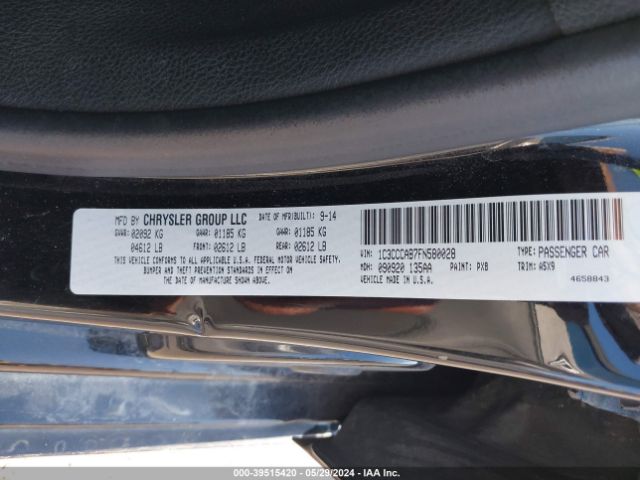 MFD BY CHRYSLER GROUP LLC DATE OF MFR(BUILT): 9-14
GVWR: 02092 KG GAWR: 01185 KG GAWR: 01185 KG
04612 LB FRONT: 02612 LB REAR: 02612 LB
THIS VEHICLE CONFORMS TO ALL APPLICABLE U.S.A. FEDERAL MOTOR VEHICLE SAFETY,
BUMPER AND THEFT PREVENTION STANDARDS IN EFFECT ON
THE DATE OF MANUFACTURE SHOWN ABOVE.
VIN: 1C3CCCAB7FN580028 TYPE: PASSENGER CAR
MDH: 090920 135AA PAINT: PX8 TRIM: A5X9
VEHICLE MADE IN U.S.A. 4658843
000-39515420 - 05/29/2024 - IAAI.COM